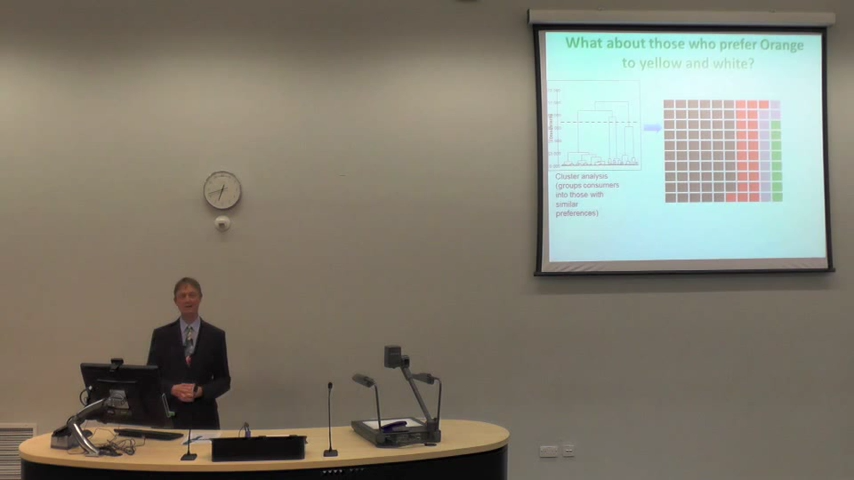 What about those who prefer Orange
to yellow and white?
Cluster analysis
(groups consumers
into those with
similar
preferences)